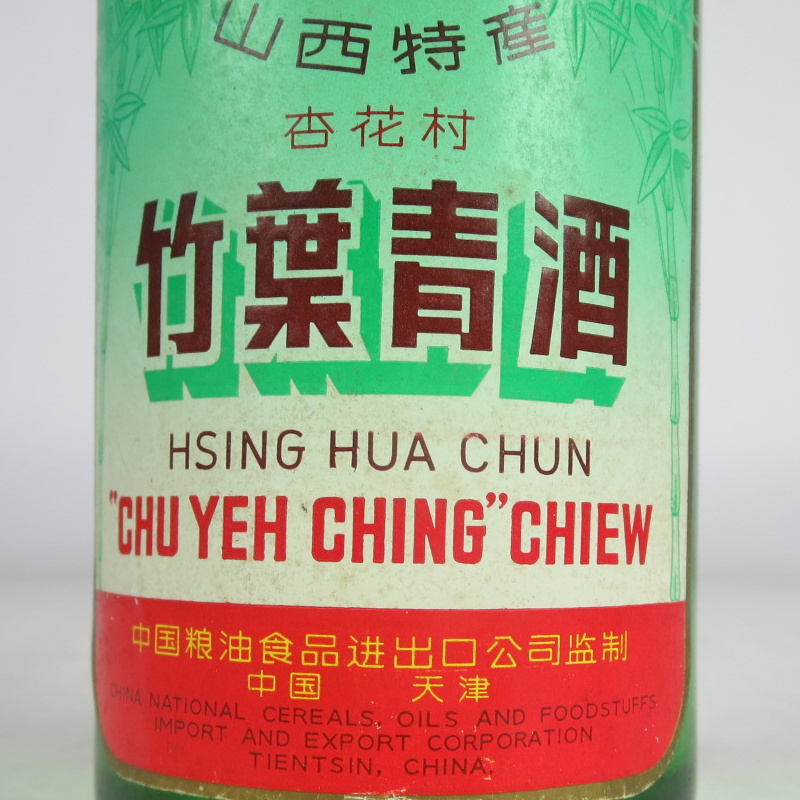 山西特産
杏花村
竹葉青酒
HSING HUA CHUN
"CHU YEH CHING" CHIEW
中国粮油食品进出口公司监制
中国 天津
CHINA NATIONAL CEREALS, OILS AND FOODSTUFFS
IMPORT AND EXPORT CORPORATION
TIENTSIN, CHINA.